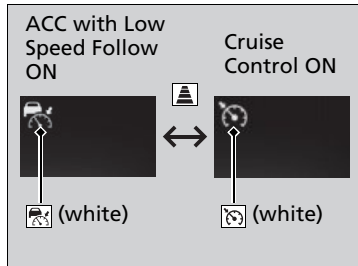 ACC with Low
Speed Follow
ON
Cruise
Control ON
(white)
(white)